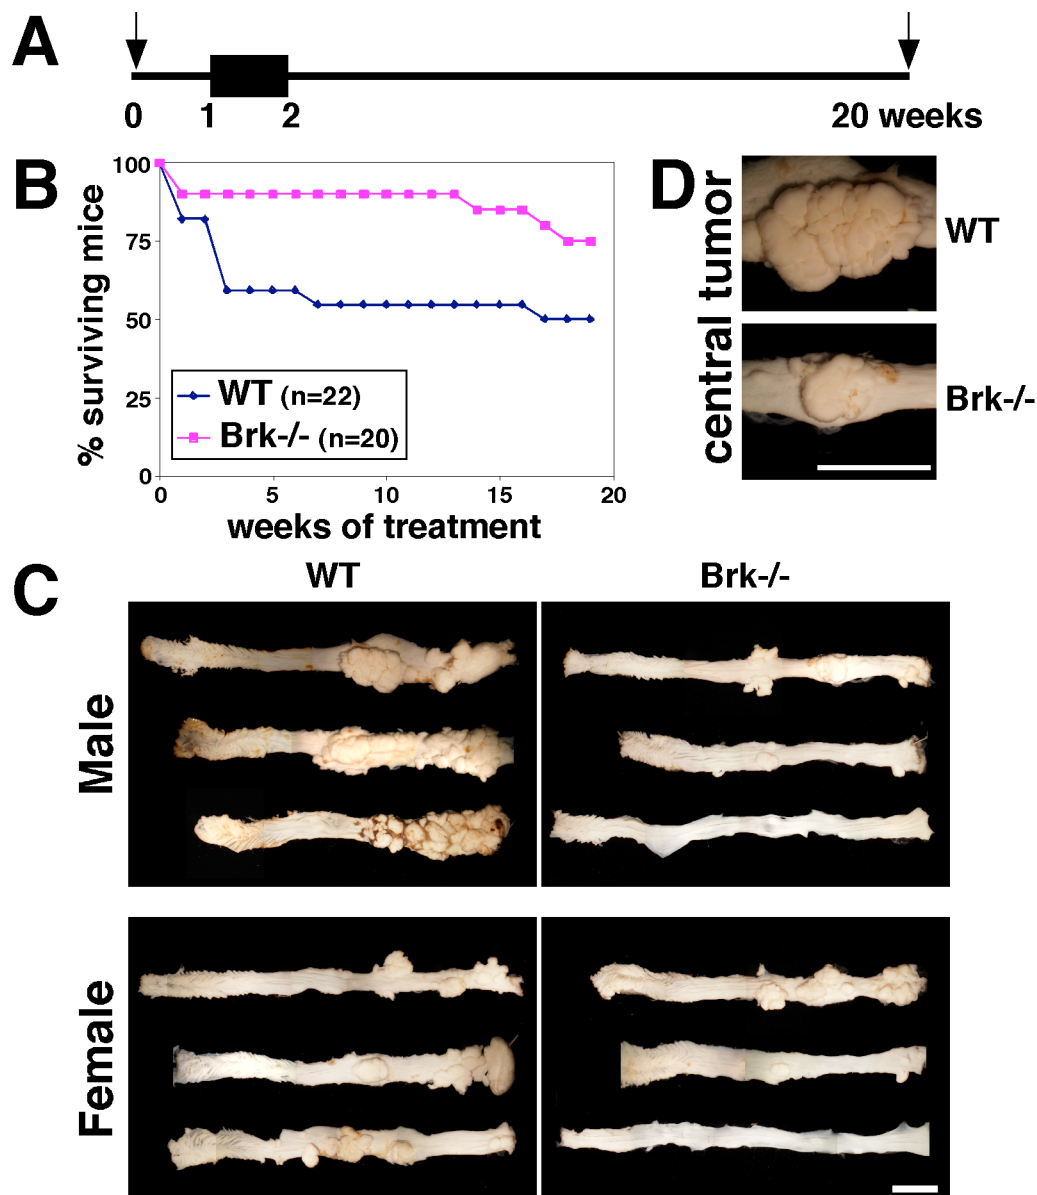 A
0 1 2 20 weeks
B
100
75
50
25
0
% surviving mice
WT (n=22)
Brk-/- (n=20)
0 5 10 15 20
weeks of treatment
D
central tumor
WT
Brk-/-
C
WT Brk-/-
Male
Female